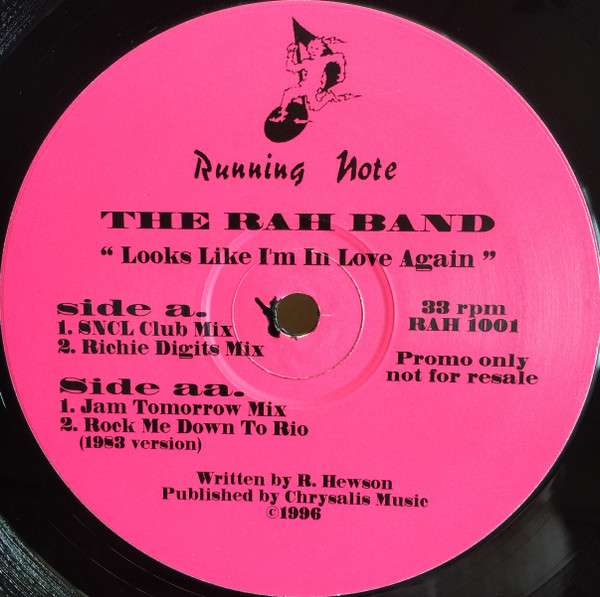 Running Note
THE RAH BAND
" Looks Like I'm In Love Again "
side a.
1. SNCL Club Mix
2. Richie Digits Mix
33 rpm
RAH 1001
Promo only
not for resale
Side aa.
1. Jam Tomorrow Mix
2. Rock Me Down To Rio
(1983 version)
Written by R. Hewson
Published by Chrysalis Music
©1996